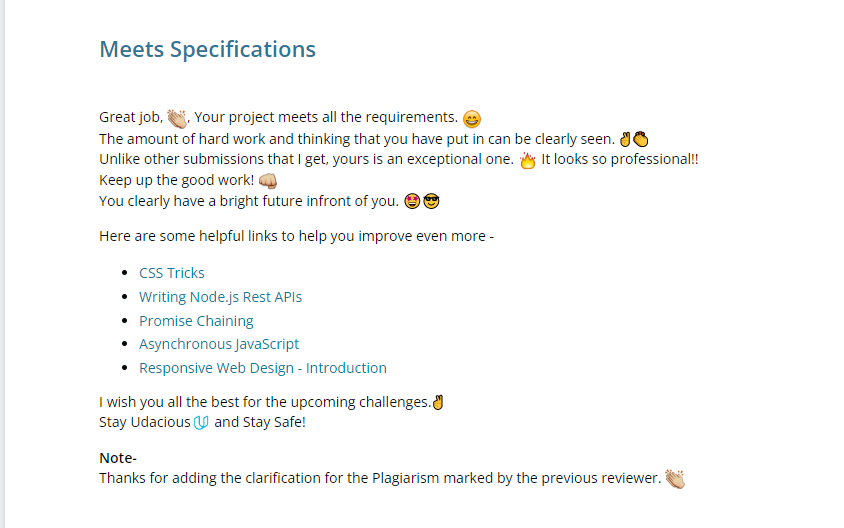 Meets Specifications
Great job, 👏, Your project meets all the requirements. 😄
The amount of hard work and thinking that you have put in can be clearly seen. ✌👏
Unlike other submissions that I get, yours is an exceptional one. 🔥 It looks so professional!!
Keep up the good work! 👊
You clearly have a bright future infront of you. 🤩😎
Here are some helpful links to help you improve even more -
• CSS Tricks
• Writing Node.js Rest APIs
• Promise Chaining
• Asynchronous JavaScript
• Responsive Web Design - Introduction
I wish you all the best for the upcoming challenges.✌
Stay Udacious and Stay Safe!
Note-
Thanks for adding the clarification for the Plagiarism marked by the previous reviewer. 👏